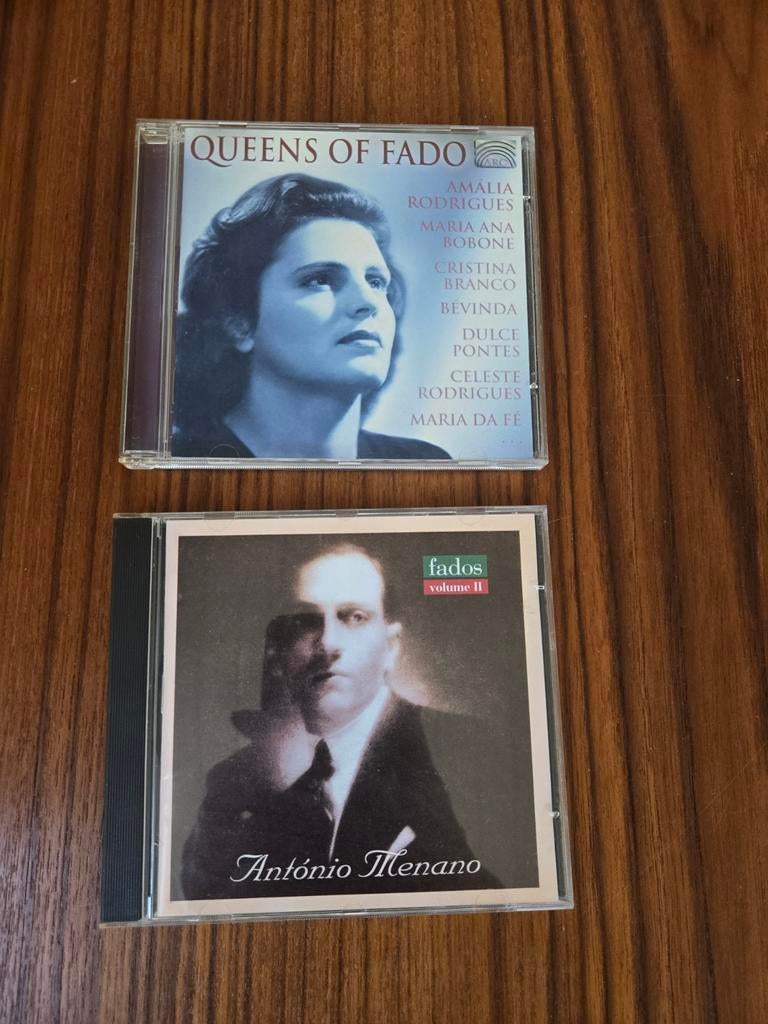 QUEENS OF FADO
ARC
AMÁLIA
RODRIGUES
MARIA ANA
BOBONE
CRISTINA
BRANCO
BÉVINDA
DULCE
PONTES
CELESTE
RODRIGUES
MARIA DA FÉ
...
fados
volume II
António Menano